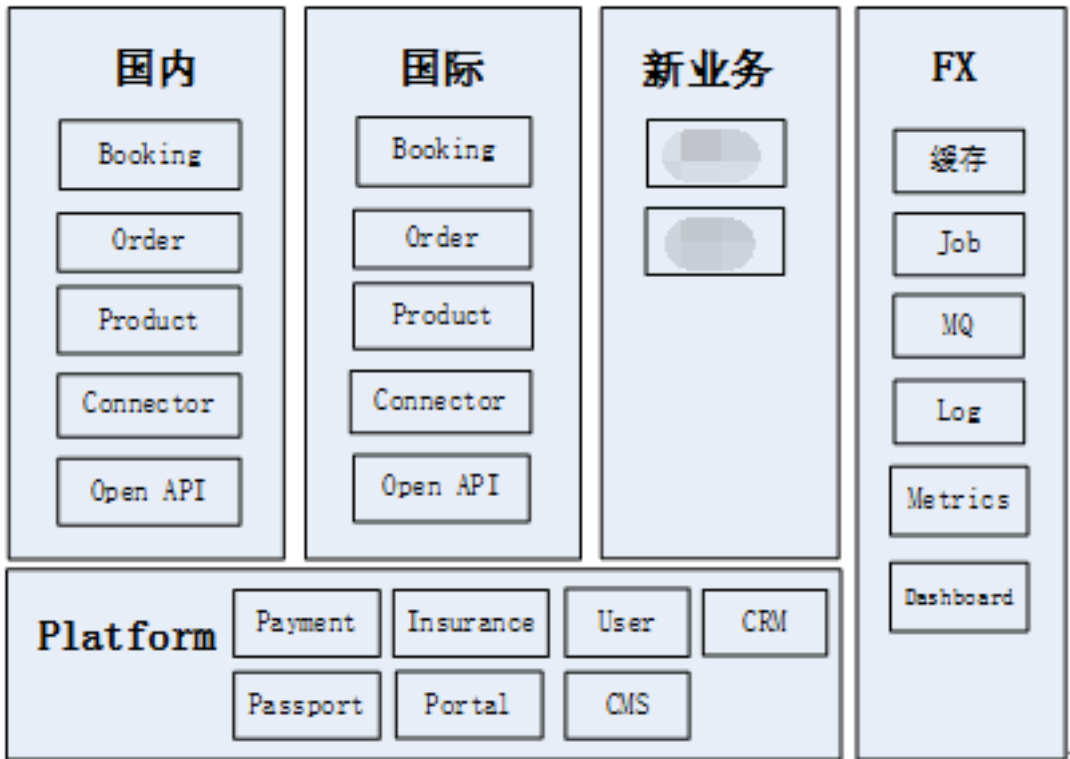 国内
Booking
Order
Product
Connector
Open API
国际
Booking
Order
Product
Connector
Open API
新业务
FX
缓存
Job
MQ
Log
Metrics
Dashboard
Platform
Payment
Insurance
User
CRM
Passport
Portal
CMS